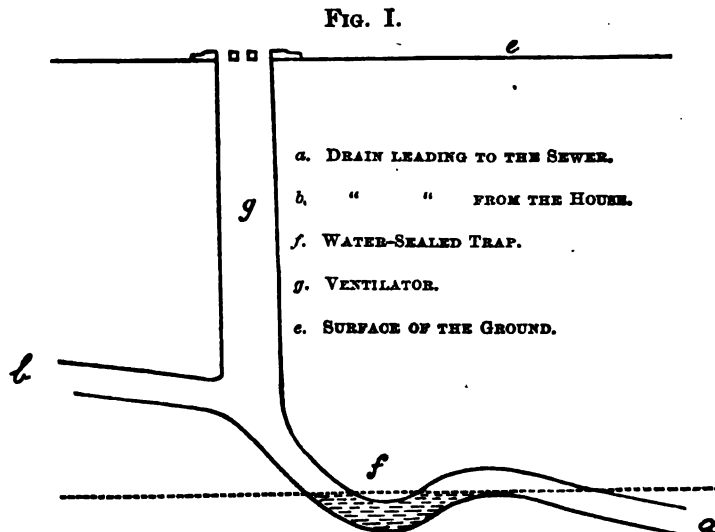 Fig. I.
e
a. Drain leading to the Sewer.
b. “ “ from the House.
g
f. Water-Sealed Trap.
g. Ventilator.
e. Surface of the Ground.
b
f
a